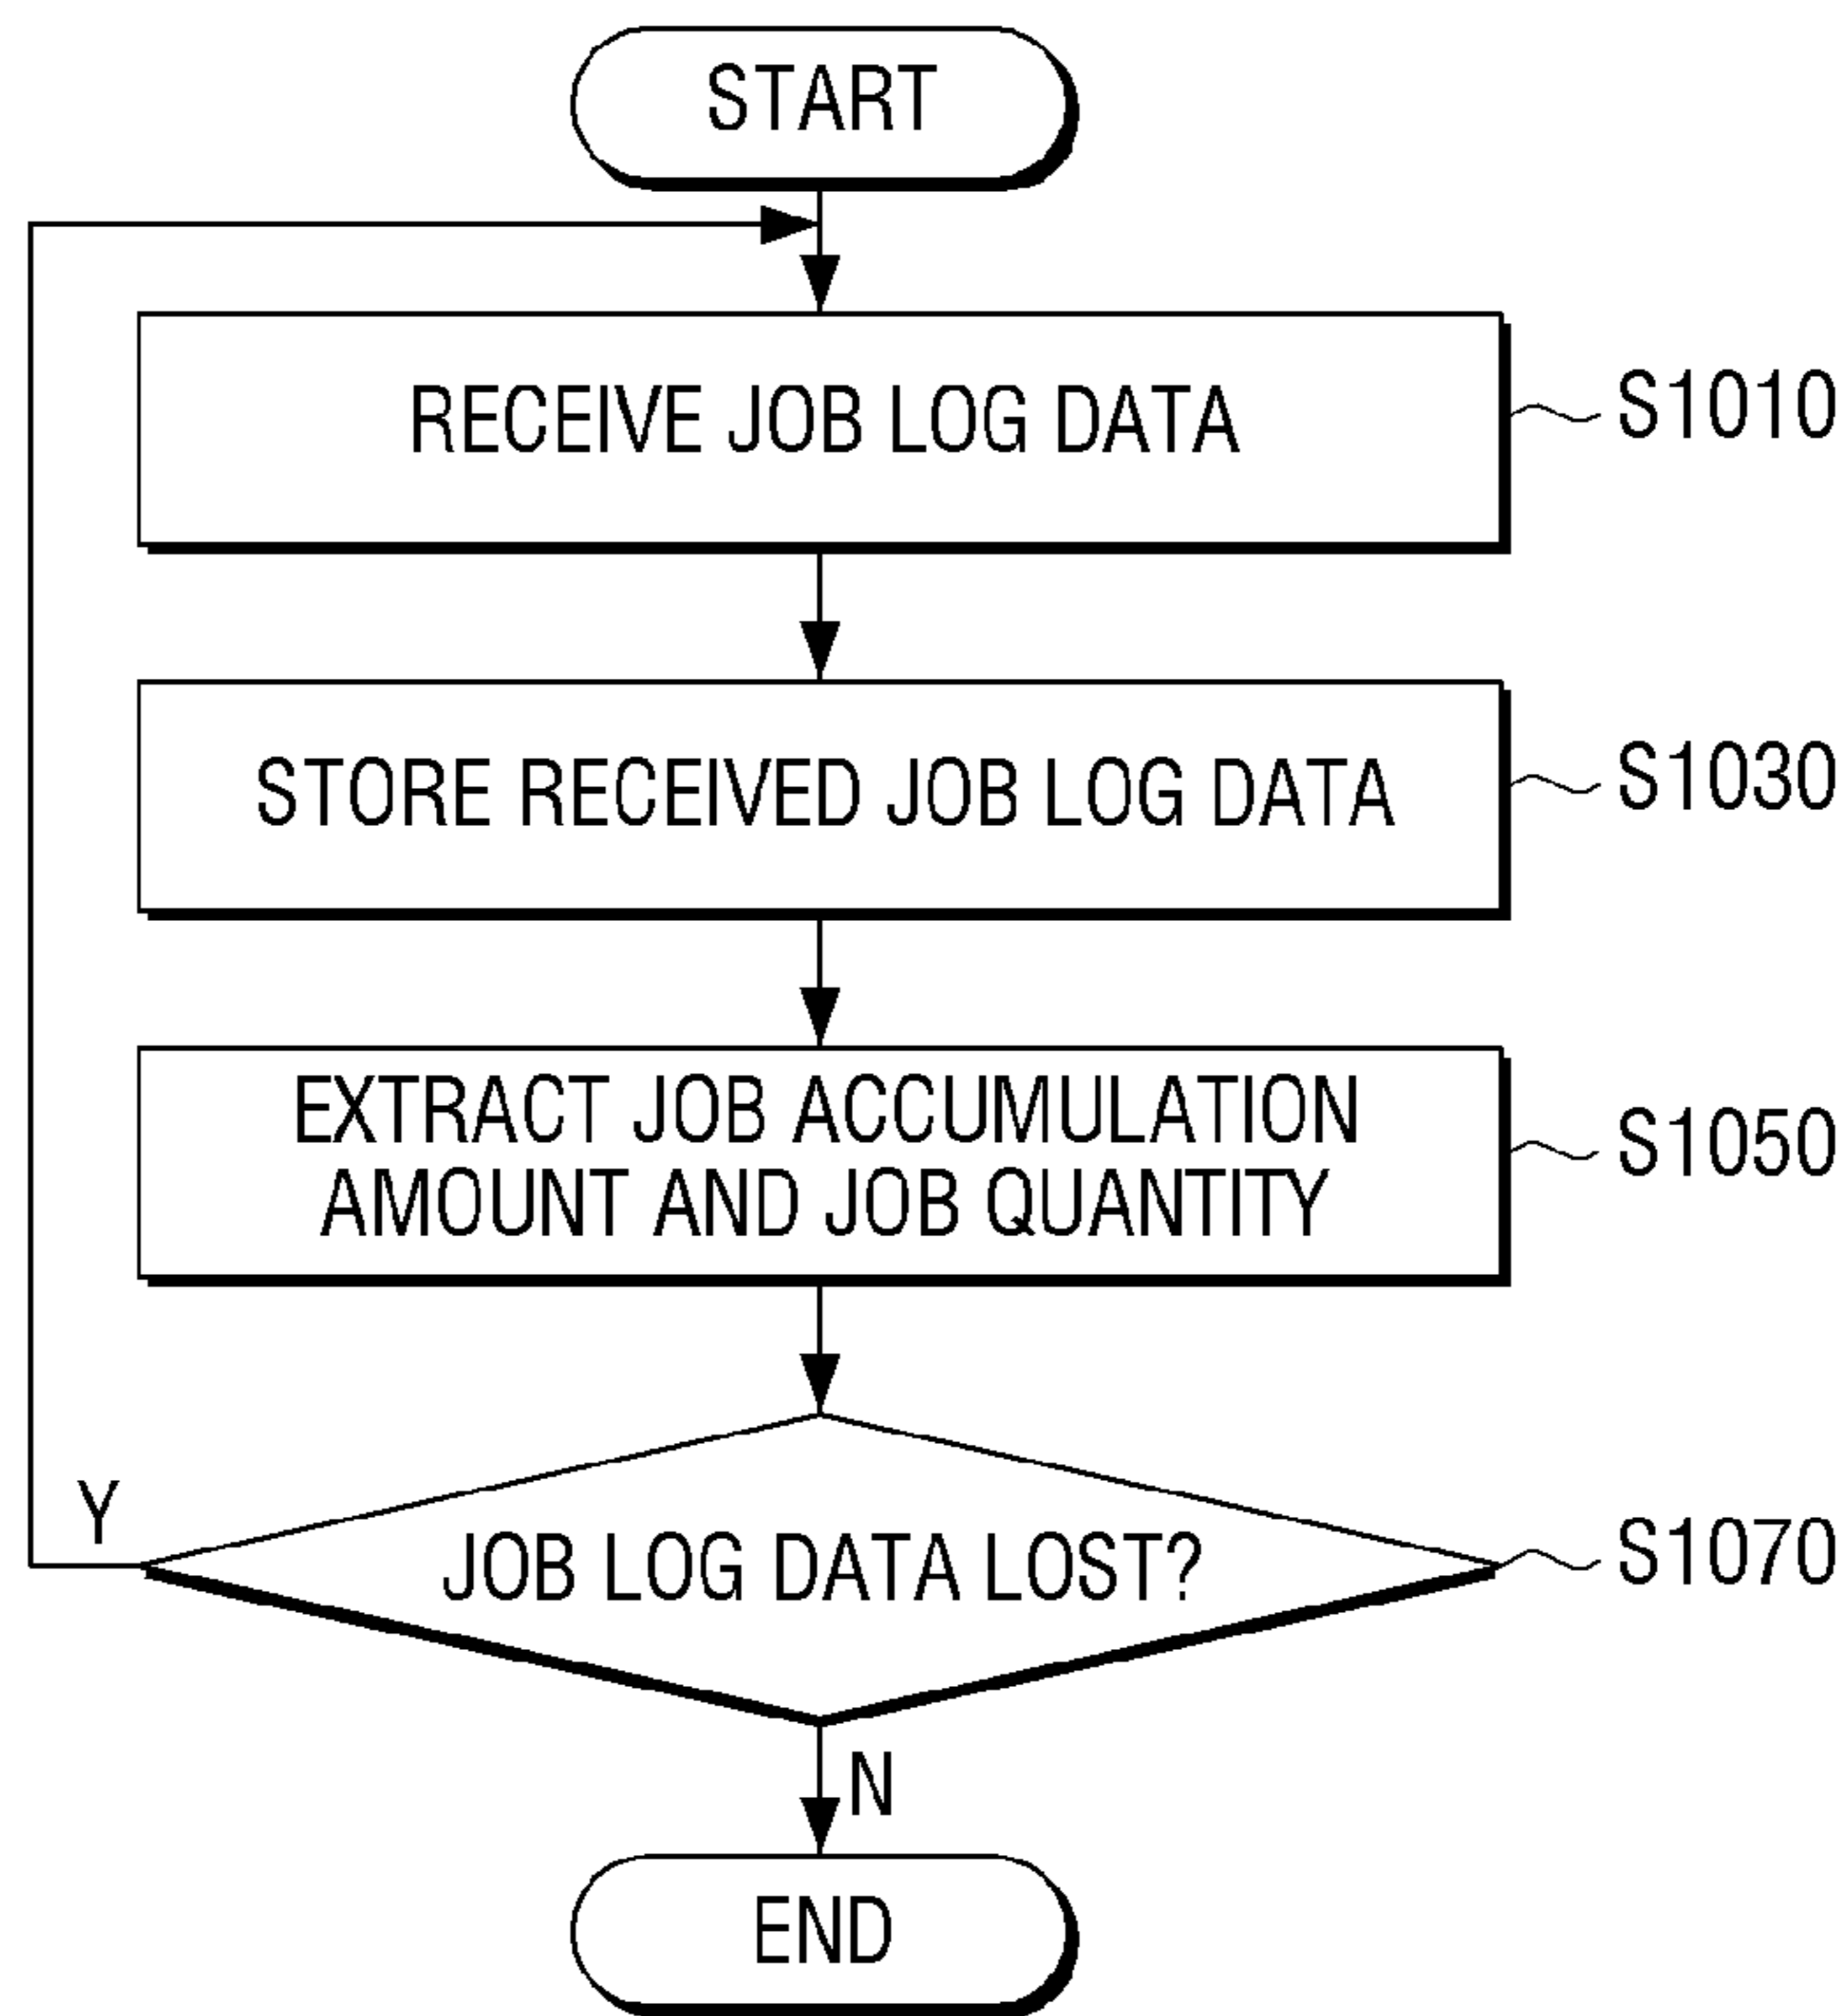 START
RECEIVE JOB LOG DATA
S1010
STORE RECEIVED JOB LOG DATA
S1030
EXTRACT JOB ACCUMULATION
AMOUNT AND JOB QUANTITY
S1050
Y
JOB LOG DATA LOST?
S1070
N
END